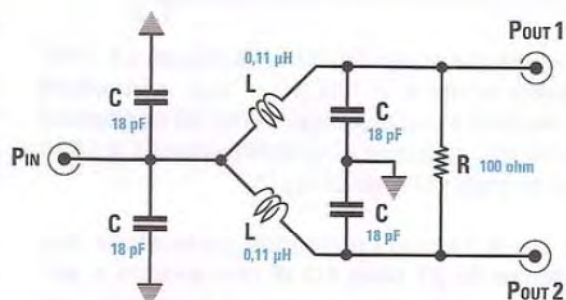 POUT 1
0,11 µH
L
C
18 pF
C
18 pF
PIN
R 100 ohm
C
18 pF
C
18 pF
L
0,11 µH
POUT 2